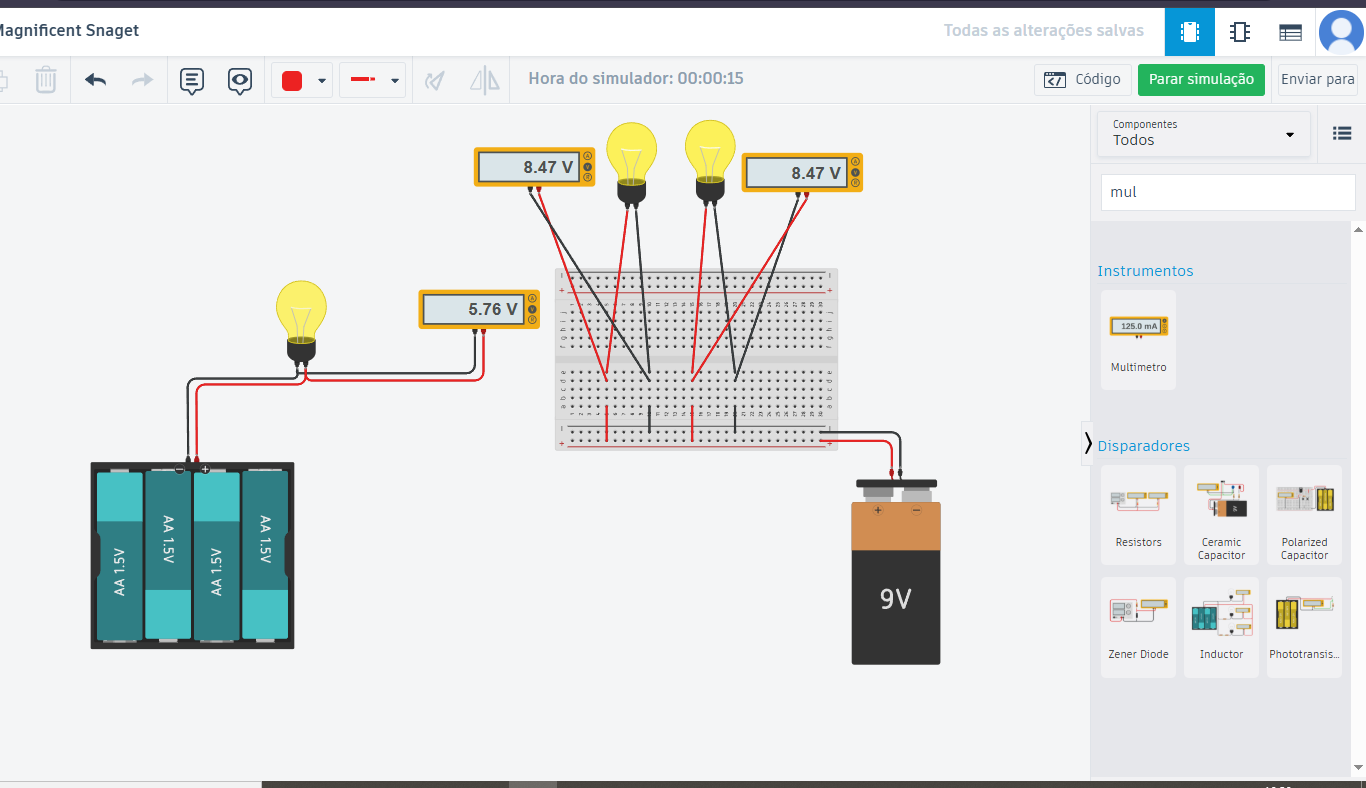 Magnificent Snaget
Todas as alterações salvas
Hora do simulador: 00:00:15
Código
Parar simulação
Enviar para
Componentes
Todos
mul
Instrumentos
125.0 mA
Multímetro
Disparadores
Resistors
Ceramic
Capacitor
Polarized
Capacitor
Zener Diode
Inductor
Phototransis...
8.47 V
8.47 V
5.76 V
AA 1.5V
AA 1.5V
AA 1.5V
AA 1.5V
9V